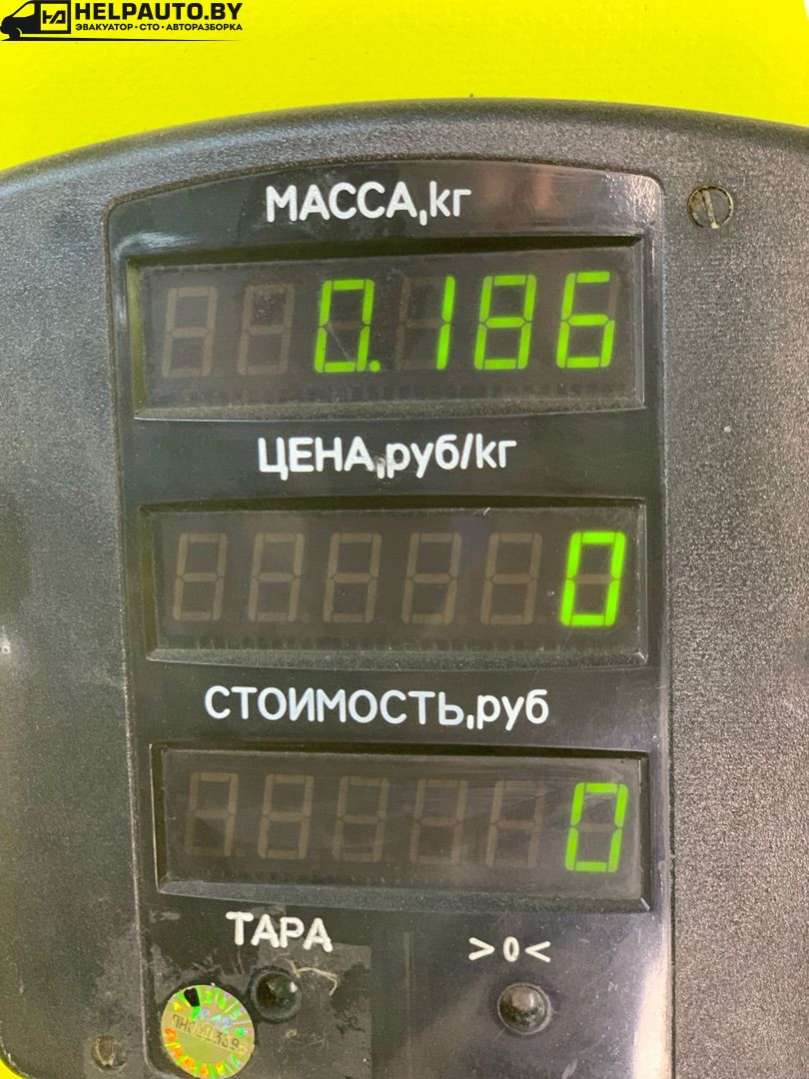 HELPAUTO.BY
ЭВАКУАТОР • СТО • АВТОРАЗБОРКА
МАССА,кг
0.186
ЦЕНА,руб/кг
0
СТОИМОСТЬ,руб
0
ТАРА >0<